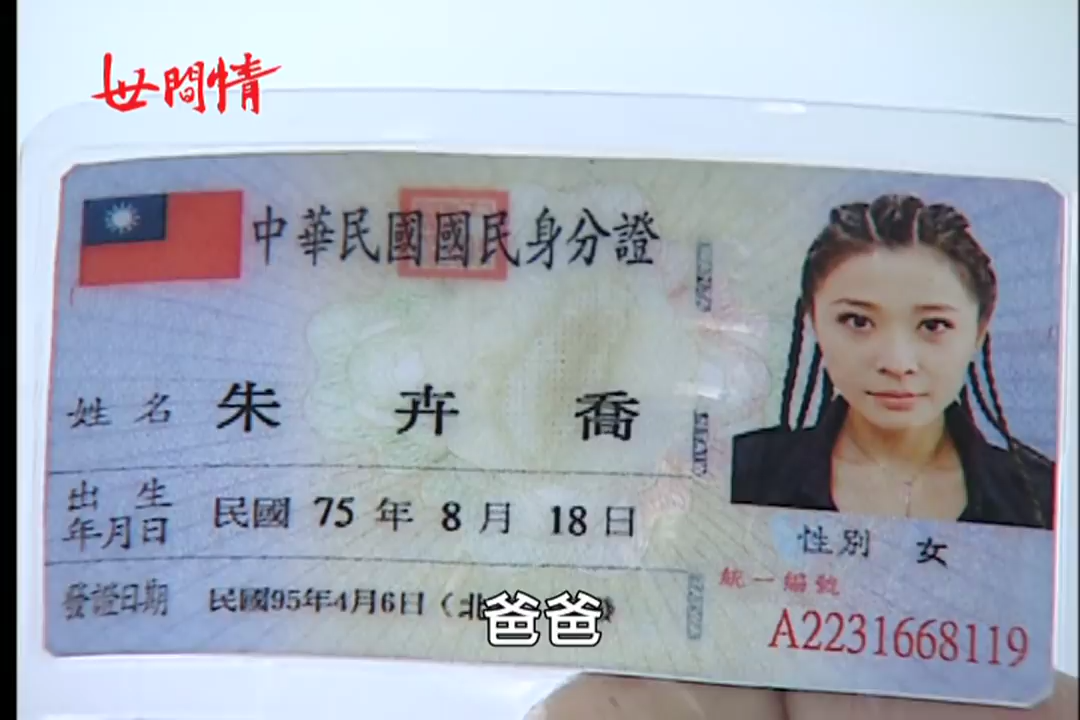 世間情
中華民國國民身分證
姓名 朱卉喬
出生年月日 民國 75 年 8 月 18 日
性別 女
發證日期 民國95年4月6日（北
統一編號
A2231668119
爸爸